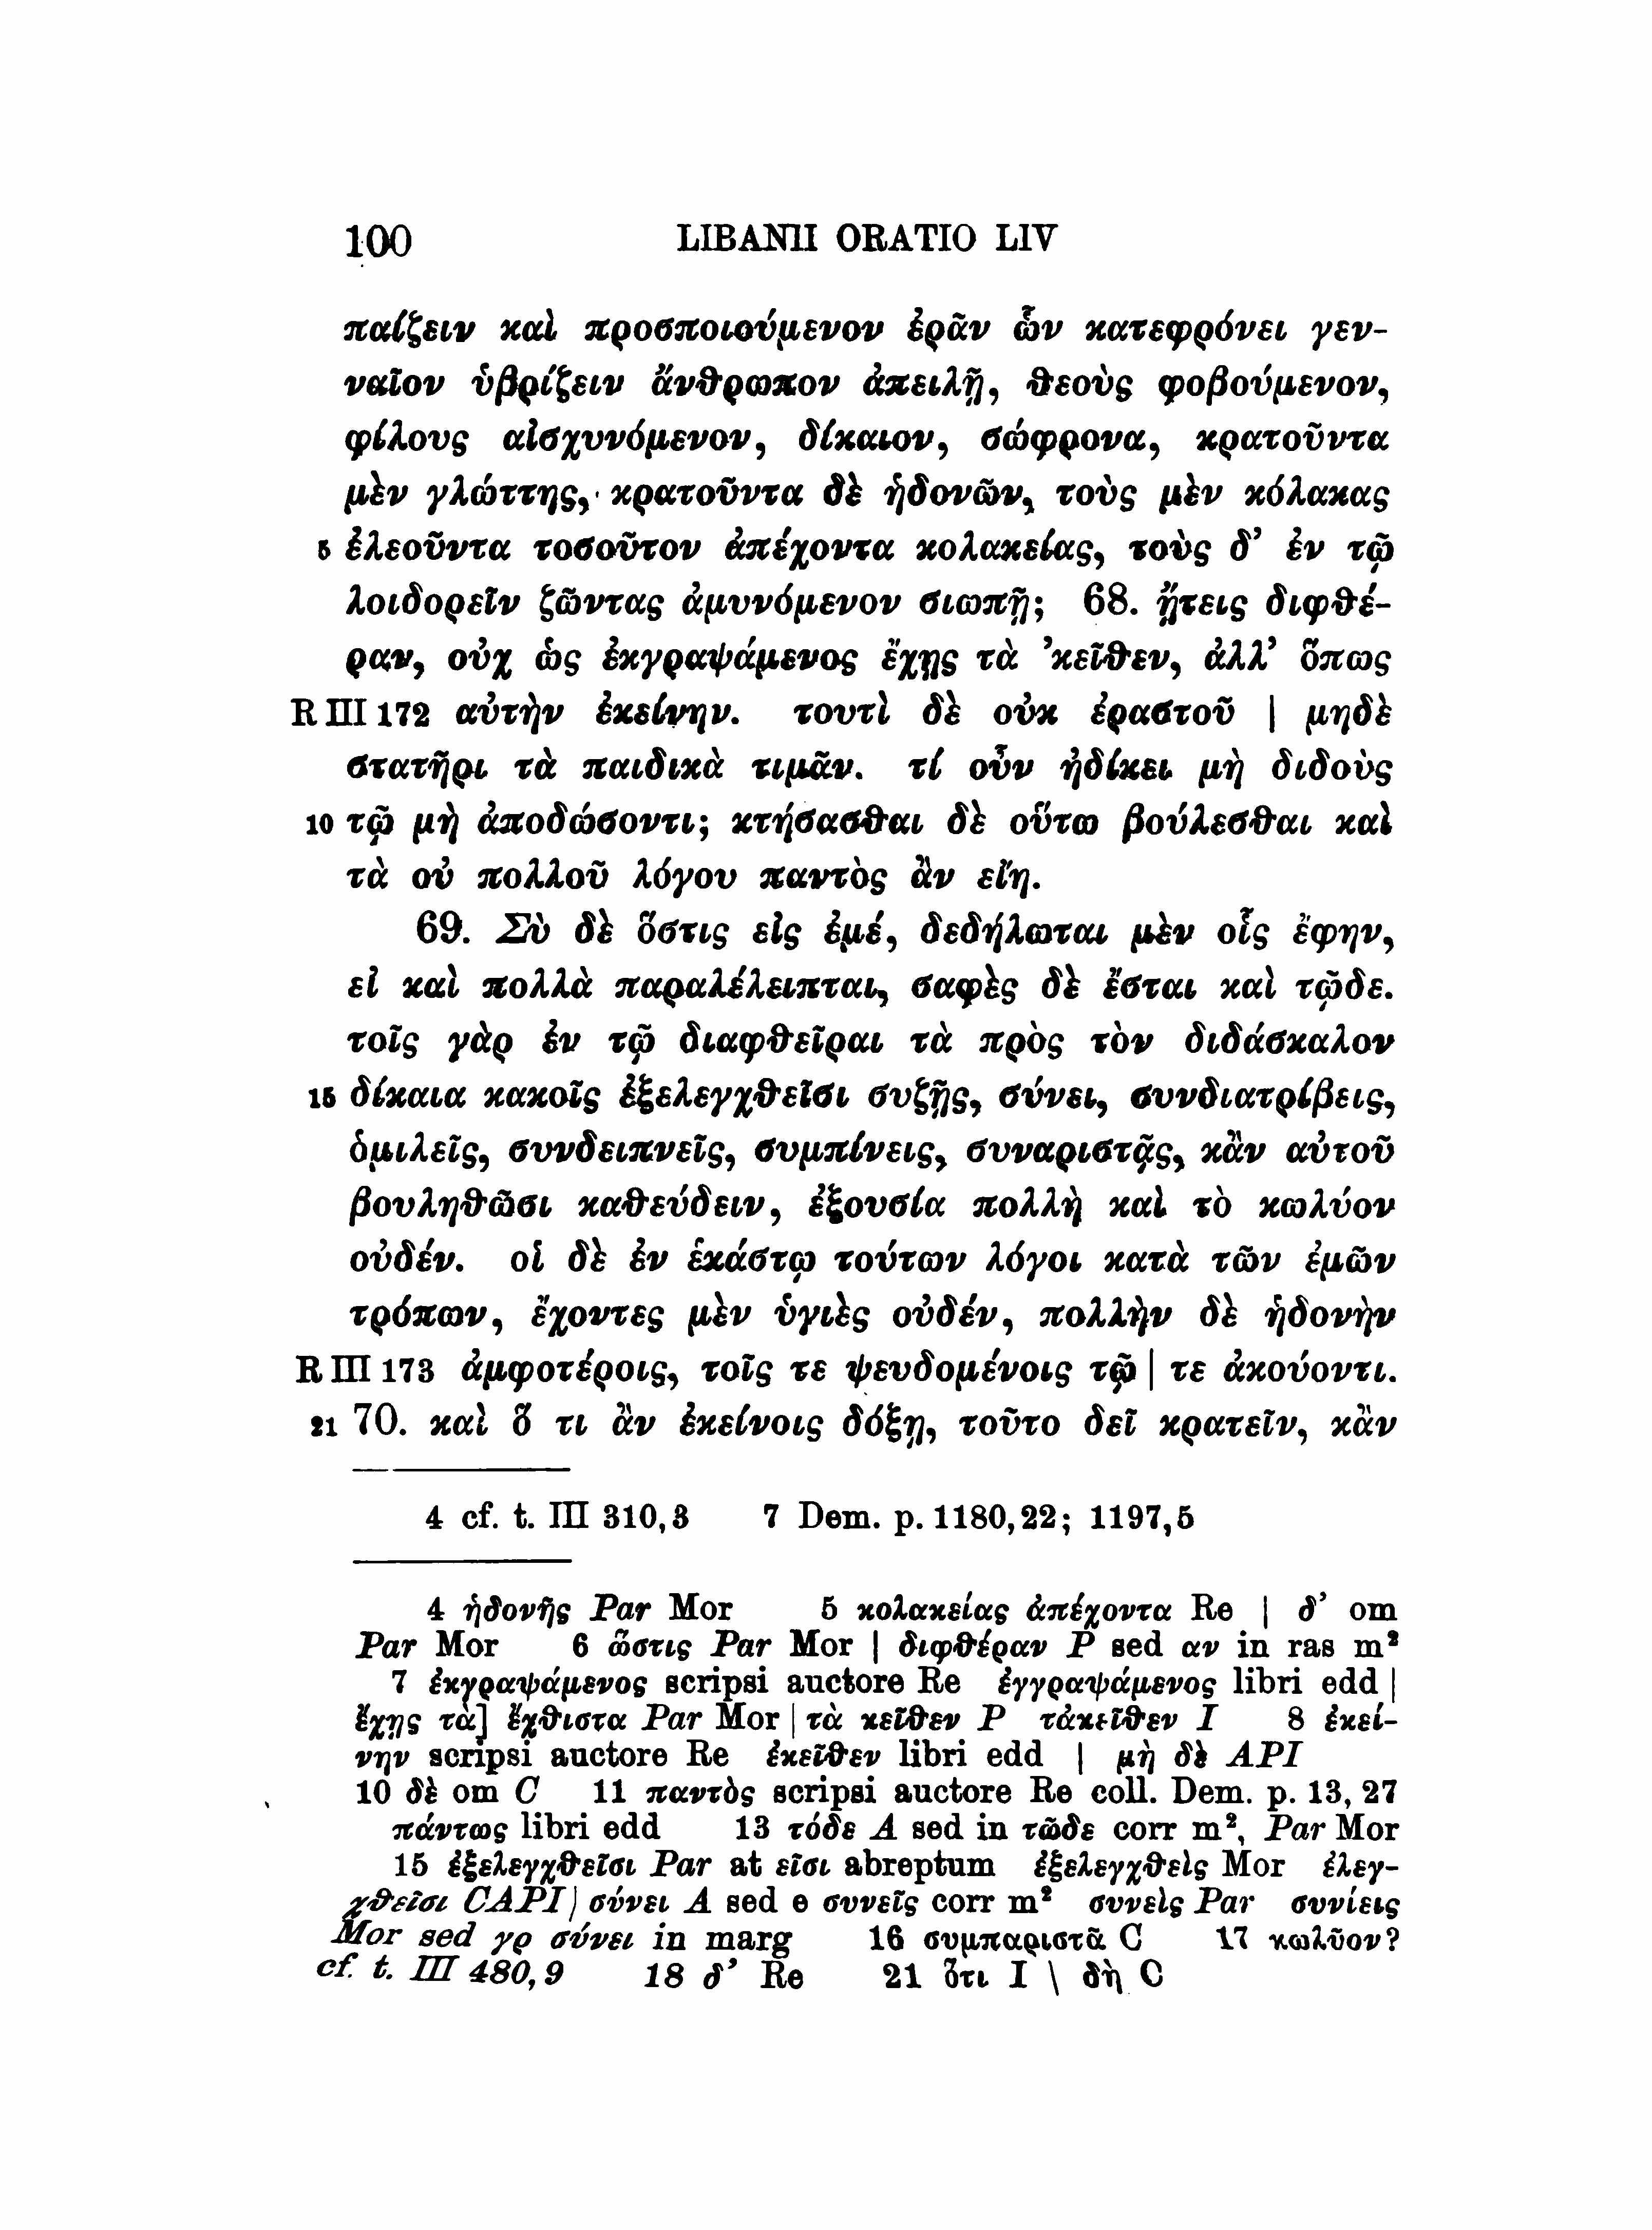 100 LIBANII ORATIO LIV
παίζειν καὶ προσποιούμενον ἐρᾶν ὧν κατεφρόνει γεν-
ναῖον ὑβρίζειν ἄνθρωπον ἀπειλῇ, θεοὺς φοβούμενον,
φίλους αἰσχυνόμενον, δίκαιον, σώφρονα, κρατοῦντα
μὲν γλώττης, κρατοῦντα δὲ ἡδονῶν, τοὺς μὲν κόλακας
5 ἐλεοῦντα τοσοῦτον ἀπέχοντα κολακείας, τοὺς δ’ ἐν τῷ
λοιδορεῖν ζῶντας ἀμυνόμενον σιωπῇ; 68. ᾔτεις διφθέ-
ραν, οὐχ ὡς ἐκγραψάμενος ἔχῃς τὰ ’κεῖθεν, ἀλλ’ ὅπως
R III 172 αὐτὴν ἐκείνην. τουτὶ δὲ οὐκ ἐραστοῦ | μηδὲ
στατῆρι τὰ παιδικὰ τιμᾶν. τί οὖν ἠδίκει μὴ διδοὺς
10 τῷ μὴ ἀποδώσοντι; κτήσασθαι δὲ οὕτω βούλεσθαι καὶ
τὰ οὐ πολλοῦ λόγου παντὸς ἂν εἴη.
69. Σὺ δὲ ὅστις εἰς ἐμέ, δεδήλωται μὲν οἷς ἔφην,
εἰ καὶ πολλὰ παραλέλειπται, σαφὲς δὲ ἔσται καὶ τῷδε.
τοῖς γὰρ ἐν τῷ διαφθεῖραι τὰ πρὸς τὸν διδάσκαλον
15 δίκαια κακοῖς ἐξελεγχθεῖσι συζῇς, σύνει, συνδιατρίβεις,
ὁμιλεῖς, συνδειπνεῖς, συμπίνεις, συναριστᾷς, κἂν αὐτοῦ
βουληθῶσι καθεύδειν, ἐξουσία πολλὴ καὶ τὸ κωλύον
οὐδέν. οἱ δὲ ἐν ἑκάστῳ τούτων λόγοι κατὰ τῶν ἐμῶν
τρόπων, ἔχοντες μὲν ὑγιὲς οὐδέν, πολλὴν δὲ ἡδονὴν
R III 173 ἀμφοτέροις, τοῖς τε ψευδομένοις τῷ | τε ἀκούοντι.
21 70. καὶ ὅ τι ἂν ἐκείνοις δόξῃ, τοῦτο δεῖ κρατεῖν, κἂν
4 cf. t. III 310,3 7 Dem. p. 1180,22; 1197,5
4 ἡδονῆς Par Mor 5 κολακείας ἀπέχοντα Re | δ’ om
Par Mor 6 ὥστις Par Mor | διφθέραν P sed αν in ras m²
7 ἐκγραψάμενος scripsi auctore Re ἐγγραψάμενος libri edd |
ἔχῃς τὰ] ἔχθιστα Par Mor | τὰ κεῖθεν P τἀκεῖθεν I 8 ἐκεί-
νην scripsi auctore Re ἐκεῖθεν libri edd | μὴ δὲ API
10 δὲ om C 11 παντὸς scripsi auctore Re coll. Dem. p. 13, 27
πάντως libri edd 13 τόδε A sed in τῶδε corr m², Par Mor
15 ἐξελεγχθεῖσι Par at εῖσι abreptum ἐξελεγχθεὶς Mor ἐλεγ-
χθεῖσι CAPI | σύνει A sed e συνεῖς corr m² συνεὶς Par συνίεις
Mor sed γρ σύνει in marg 16 συμπαριστᾶ C 17 κωλῦον?
cf. t. III 480, 9 18 δ’ Re 21 ὅτι I | δὴ C